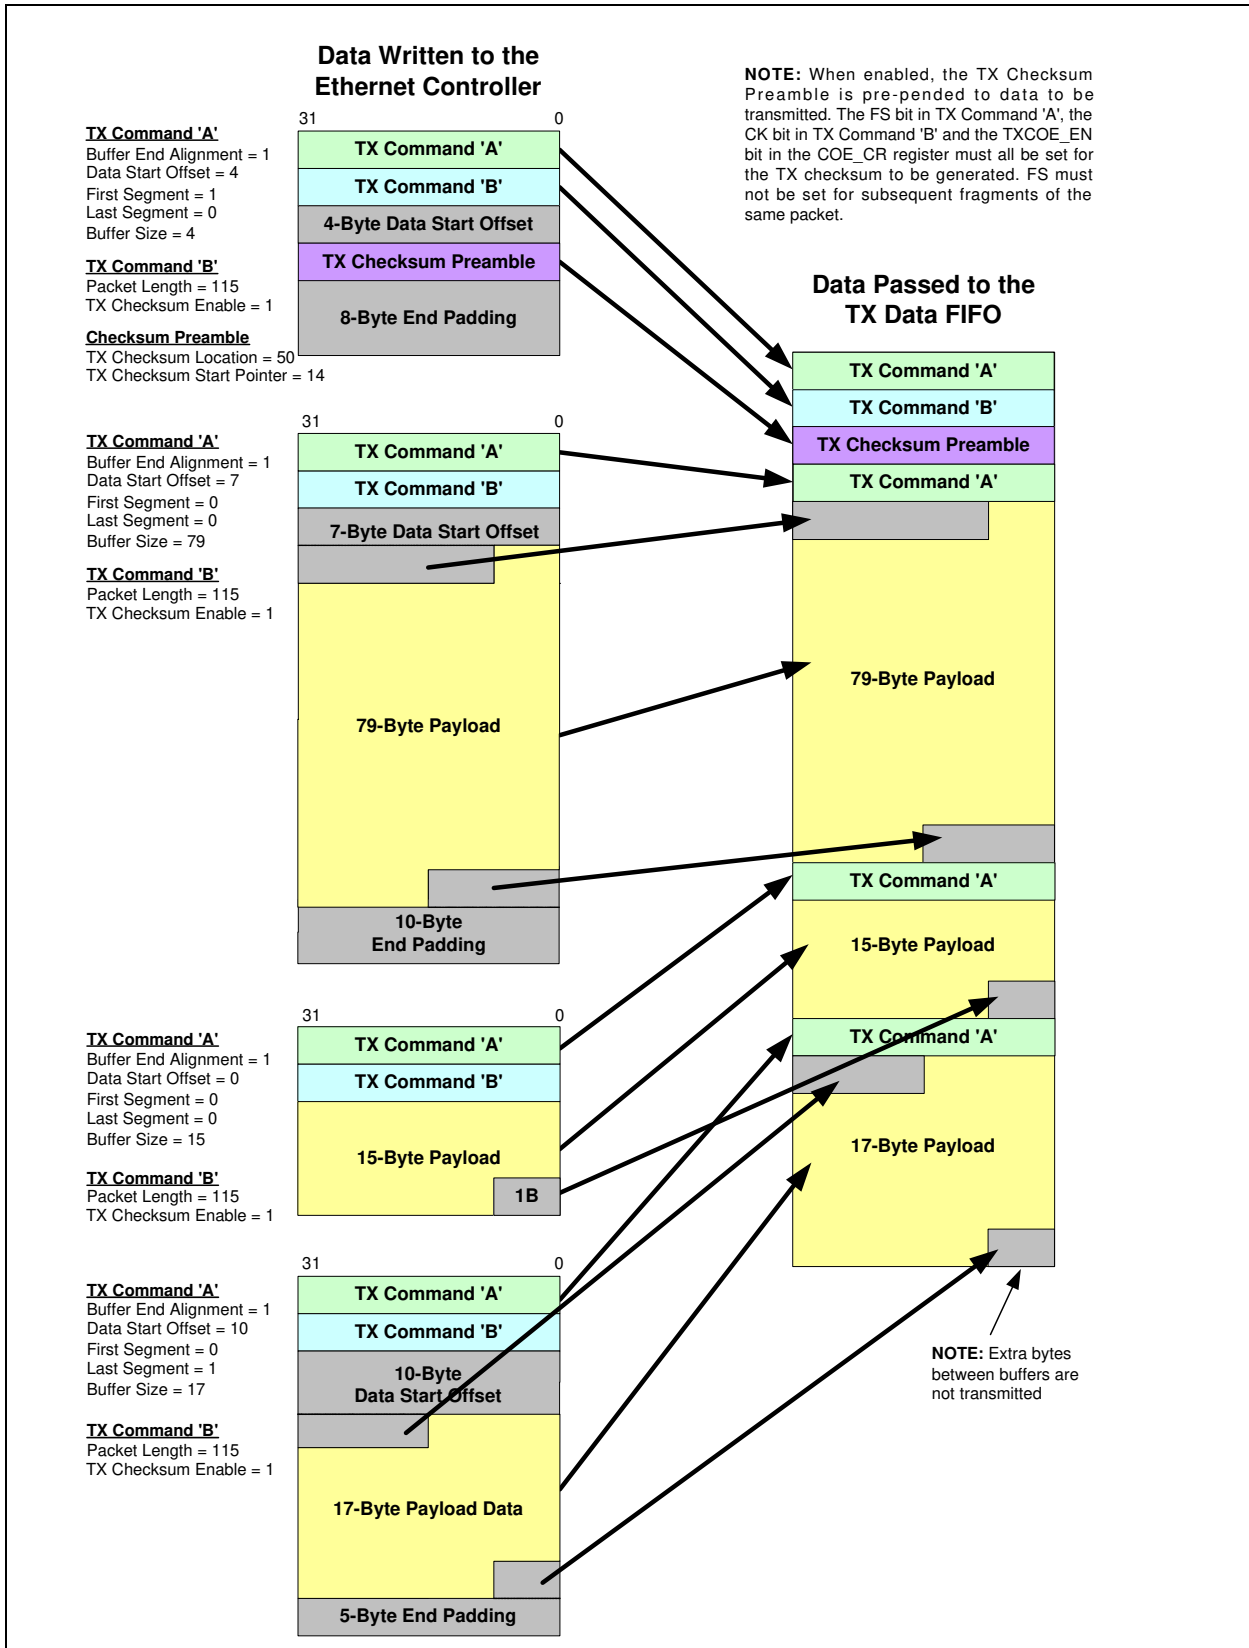 Data Written to the
Ethernet Controller
NOTE: When enabled, the TX Checksum
Preamble is pre-pended to data to be
transmitted. The FS bit in TX Command 'A', the
CK bit in TX Command 'B' and the TXCOE_EN
bit in the COE_CR register must all be set for
the TX checksum to be generated. FS must
not be set for subsequent fragments of the
same packet.
31 0
TX Command 'A'
Buffer End Alignment = 1
Data Start Offset = 4
First Segment = 1
Last Segment = 0
Buffer Size = 4
TX Command 'B'
Packet Length = 115
TX Checksum Enable = 1
Checksum Preamble
TX Checksum Location = 50
TX Checksum Start Pointer = 14
TX Command 'A'
TX Command 'B'
4-Byte Data Start Offset
TX Checksum Preamble
8-Byte End Padding
31 0
TX Command 'A'
Buffer End Alignment = 1
Data Start Offset = 7
First Segment = 0
Last Segment = 0
Buffer Size = 79
TX Command 'B'
Packet Length = 115
TX Checksum Enable = 1
TX Command 'A'
TX Command 'B'
7-Byte Data Start Offset
79-Byte Payload
10-Byte
End Padding
31 0
TX Command 'A'
Buffer End Alignment = 1
Data Start Offset = 0
First Segment = 0
Last Segment = 0
Buffer Size = 15
TX Command 'B'
Packet Length = 115
TX Checksum Enable = 1
TX Command 'A'
TX Command 'B'
15-Byte Payload
1B
31 0
TX Command 'A'
Buffer End Alignment = 1
Data Start Offset = 10
First Segment = 0
Last Segment = 1
Buffer Size = 17
TX Command 'B'
Packet Length = 115
TX Checksum Enable = 1
TX Command 'A'
TX Command 'B'
10-Byte
Data Start Offset
17-Byte Payload Data
5-Byte End Padding
Data Passed to the
TX Data FIFO
TX Command 'A'
TX Command 'B'
TX Checksum Preamble
TX Command 'A'
79-Byte Payload
TX Command 'A'
15-Byte Payload
TX Command 'A'
17-Byte Payload
NOTE: Extra bytes
between buffers are
not transmitted